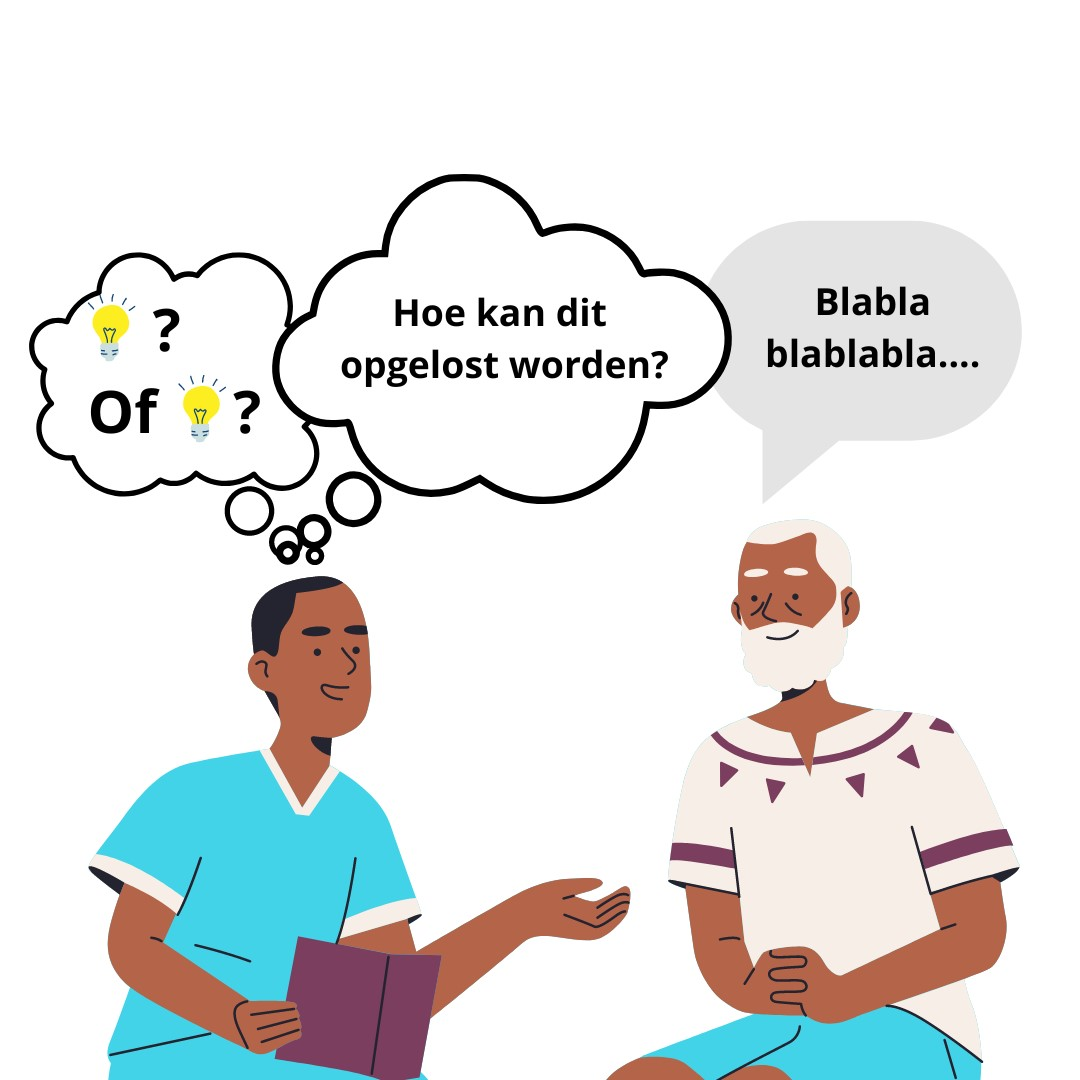 ?
Of ?
Hoe kan dit
opgelost worden?
Blabla
blablabla....